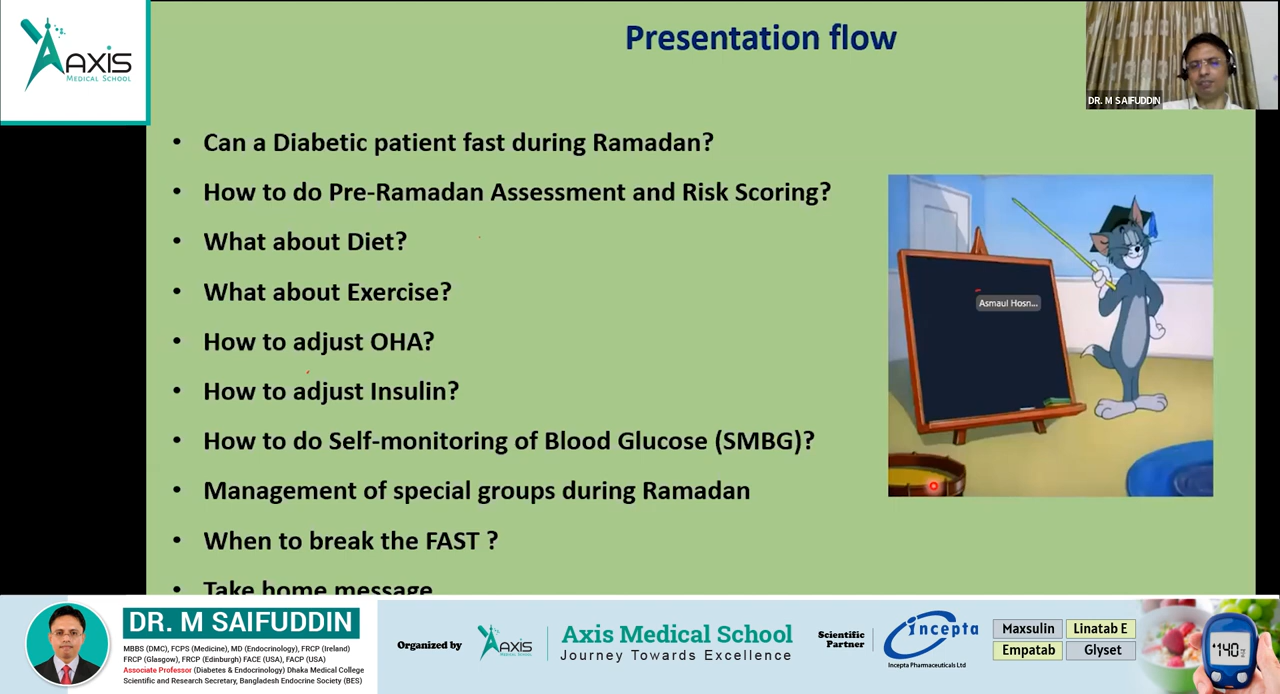 AXIS
MEDICAL SCHOOL
Presentation flow
DR. M SAIFUDDIN
• Can a Diabetic patient fast during Ramadan?
• How to do Pre-Ramadan Assessment and Risk Scoring?
• What about Diet?
• What about Exercise?
• How to adjust OHA?
• How to adjust Insulin?
• How to do Self-monitoring of Blood Glucose (SMBG)?
• Management of special groups during Ramadan
• When to break the FAST ?
• Take home message
Asmaul Hosn...
DR. M SAIFUDDIN
MBBS (DMC), FCPS (Medicine), MD (Endocrinology), FRCP (Ireland)
FRCP (Glasgow), FRCP (Edinburgh) FACE (USA), FACP (USA)
Associate Professor (Diabetes & Endocrinology) Dhaka Medical College
Scientific and Research Secretary, Bangladesh Endocrine Society (BES)
Organized by
AXIS
MEDICAL SCHOOL
Axis Medical School
Journey Towards Excellence
Scientific
Partner
incepta
Incepta Pharmaceuticals Ltd
Maxsulin
Linatab E
Empatab
Glyset
140